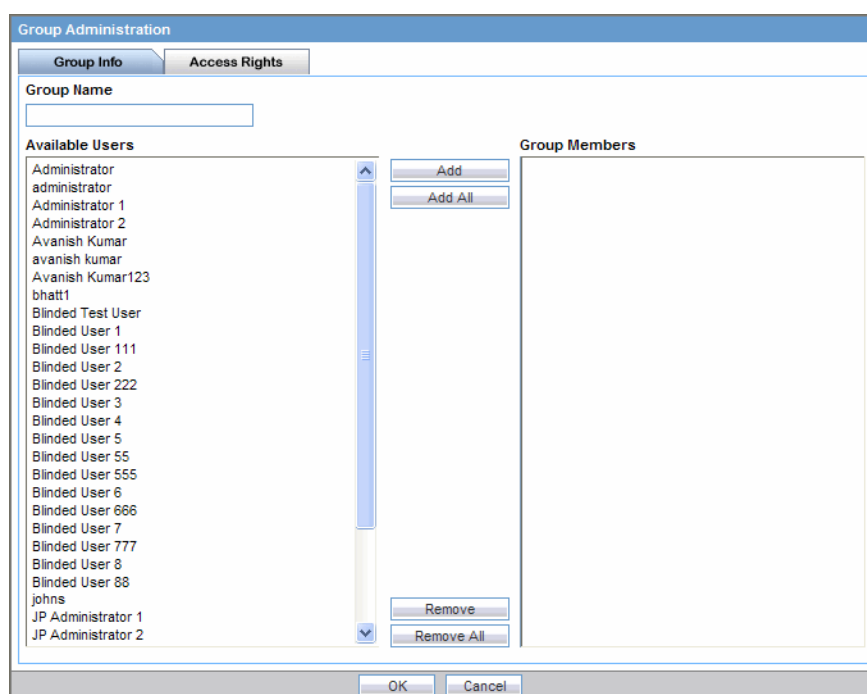 Group Administration
Group Info
Access Rights
Group Name
Available Users
Group Members
Administrator
administrator
Administrator 1
Administrator 2
Avanish Kumar
avanish kumar
Avanish Kumar123
bhatt1
Blinded Test User
Blinded User 1
Blinded User 111
Blinded User 2
Blinded User 222
Blinded User 3
Blinded User 4
Blinded User 5
Blinded User 55
Blinded User 555
Blinded User 6
Blinded User 666
Blinded User 7
Blinded User 777
Blinded User 8
Blinded User 88
johns
JP Administrator 1
JP Administrator 2
Add
Add All
Remove
Remove All
OK
Cancel